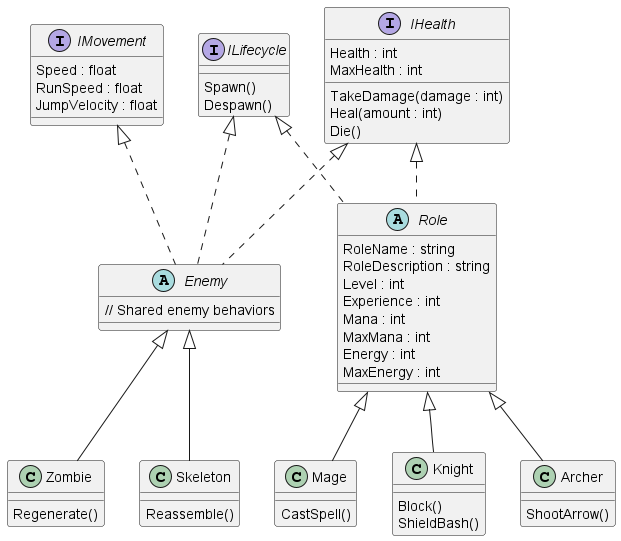 I IMovement
Speed : float
RunSpeed : float
JumpVelocity : float
I ILifecycle
Spawn()
Despawn()
I IHealth
Health : int
MaxHealth : int
TakeDamage(damage : int)
Heal(amount : int)
Die()
A Enemy
// Shared enemy behaviors
A Role
RoleName : string
RoleDescription : string
Level : int
Experience : int
Mana : int
MaxMana : int
Energy : int
MaxEnergy : int
C Zombie
Regenerate()
C Skeleton
Reassemble()
C Mage
CastSpell()
C Knight
Block()
ShieldBash()
C Archer
ShootArrow()